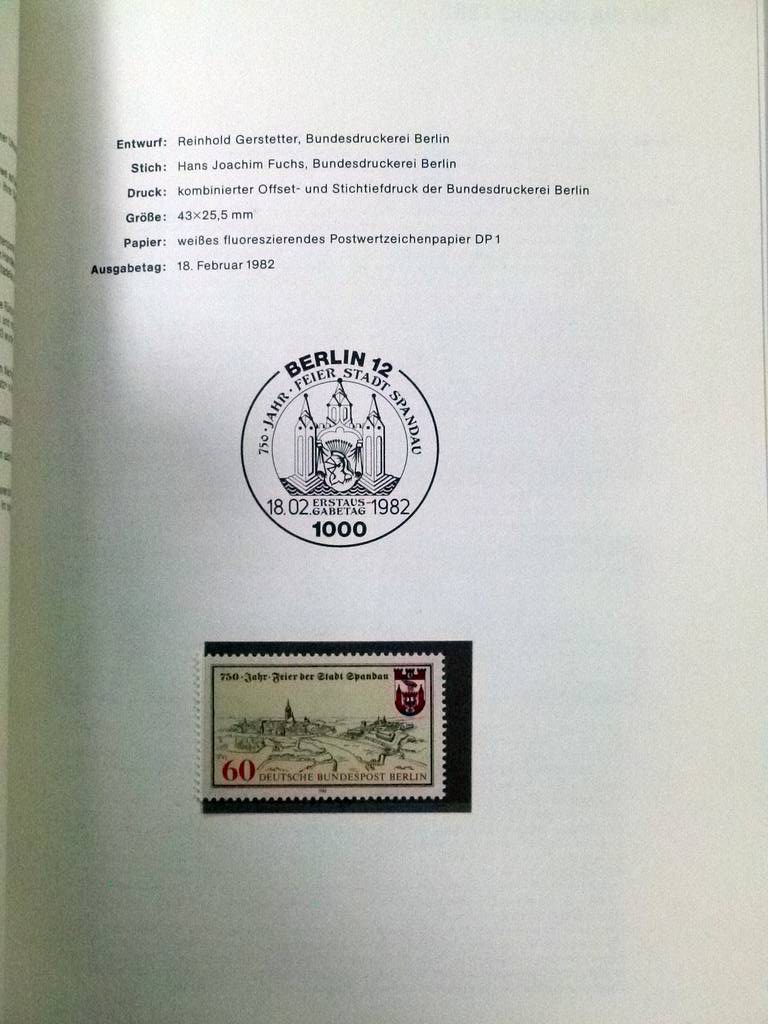 Entwurf: Reinhold Gerstetter, Bundesdruckerei Berlin
Stich: Hans Joachim Fuchs, Bundesdruckerei Berlin
Druck: kombinierter Offset- und Stichtiefdruck der Bundesdruckerei Berlin
Größe: 43×25,5 mm
Papier: weißes fluoreszierendes Postwertzeichenpapier DP 1
Ausgabetag: 18. Februar 1982
BERLIN 12
750-JAHR-FEIER STADT SPANDAU
18.02. ERSTAUS- 1982
GABETAG
1000
750-Jahr-Feier der Stadt Spandau
60 DEUTSCHE BUNDESPOST BERLIN